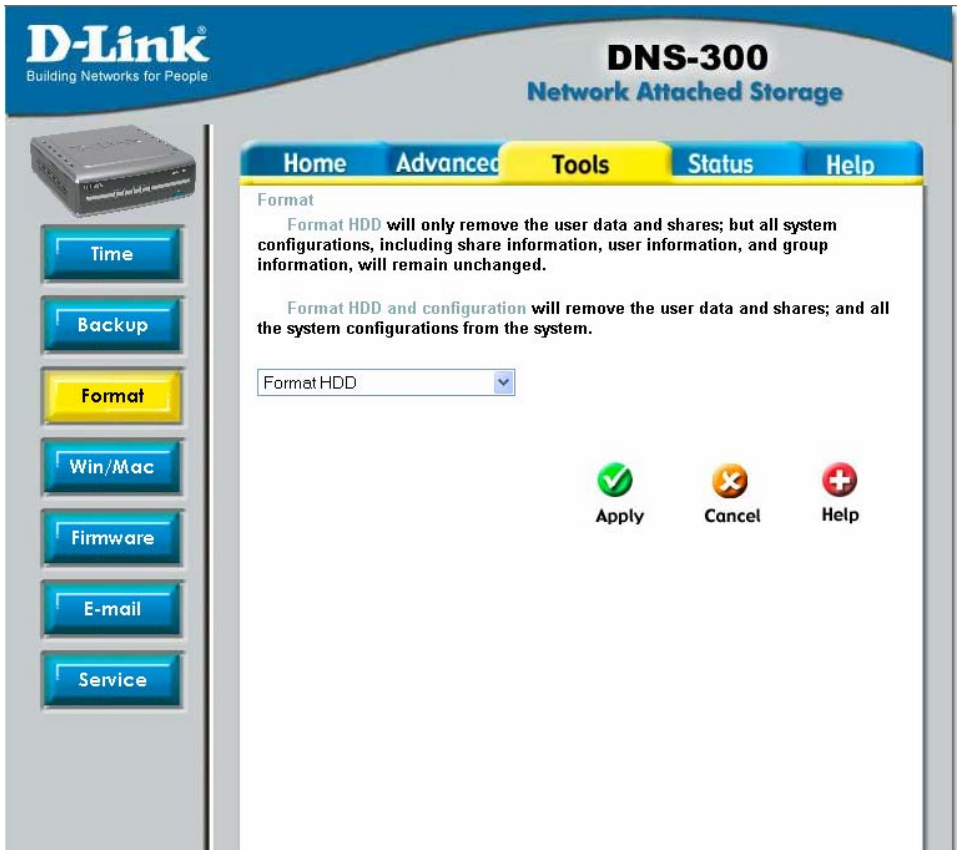 D-Link®
Building Networks for People
DNS-300
Network Attached Storage
Home Advanced Tools Status Help
Time
Backup
Format
Win/Mac
Firmware
E-mail
Service
Format
Format HDD will only remove the user data and shares; but all system
configurations, including share information, user information, and group
information, will remain unchanged.
Format HDD and configuration will remove the user data and shares; and all
the system configurations from the system.
Format HDD
Apply Cancel Help